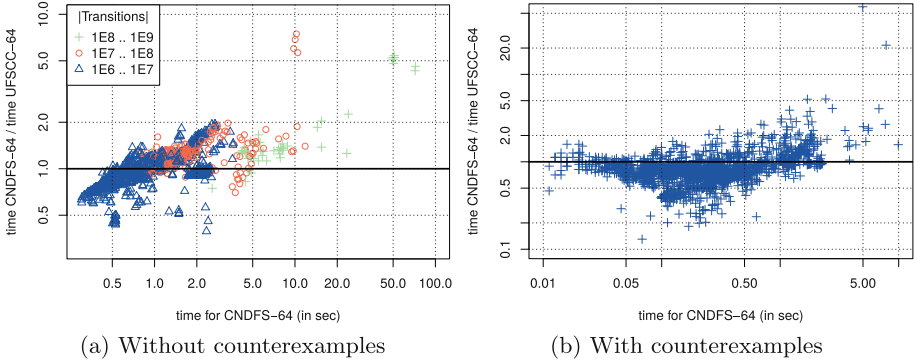 time CNDFS−64 / time UFSCC−64
10.0
5.0
2.0
1.0
0.5
|Transitions|
1E8 .. 1E9
1E7 .. 1E8
1E6 .. 1E7
0.5 1.0 2.0 5.0 10.0 20.0 50.0 100.0
time for CNDFS−64 (in sec)
(a) Without counterexamples
time CNDFS−64 / time UFSCC−64
20.0
5.0
2.0
0.5
0.1
0.01 0.05 0.50 5.00
time for CNDFS−64 (in sec)
(b) With counterexamples